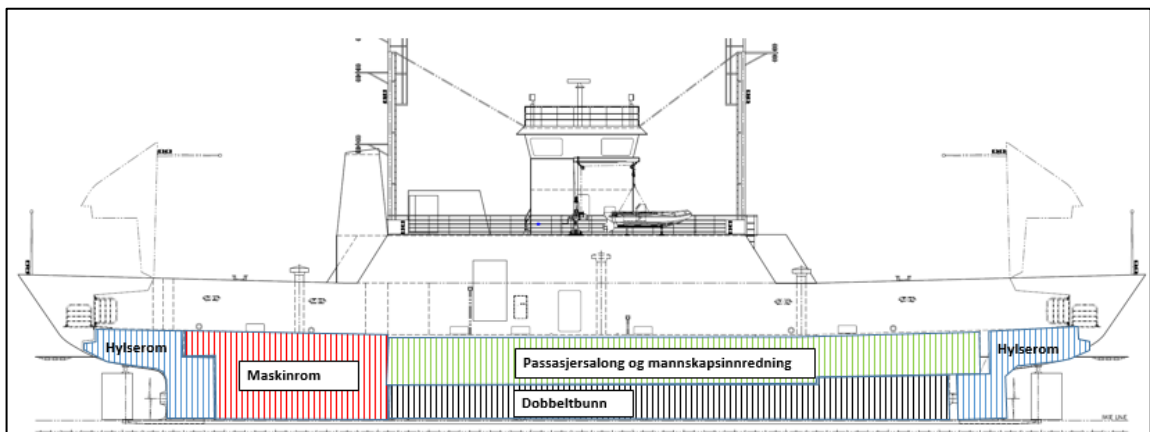 Hylserom
Maskinrom
Passasjersalong og mannskapsinnredning
Hylserom
Dobbeltbunn